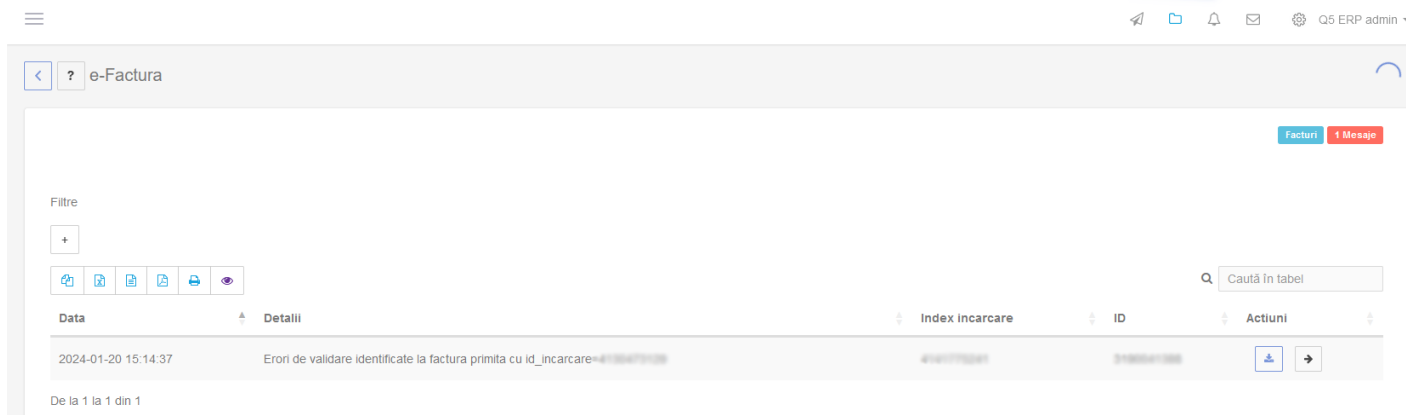 Q5 ERP admin
? e-Factura
Facturi 1 Mesaje
Filtre
+
Caută în tabel
Data Detalii Index incarcare ID Actiuni
2024-01-20 15:14:37 Erori de validare identificate la factura primita cu id_incarcare=
De la 1 la 1 din 1